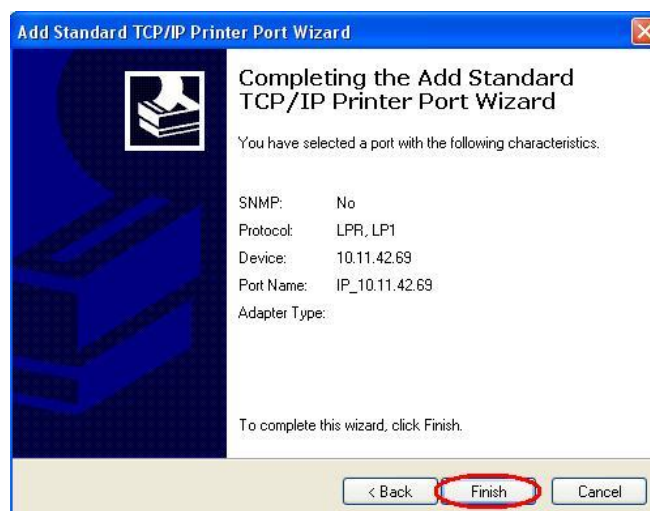 Add Standard TCP/IP Printer Port Wizard
Completing the Add Standard
TCP/IP Printer Port Wizard
You have selected a port with the following characteristics.
SNMP: No
Protocol: LPR, LP1
Device: 10.11.42.69
Port Name: IP_10.11.42.69
Adapter Type:
To complete this wizard, click Finish.
< Back Finish Cancel